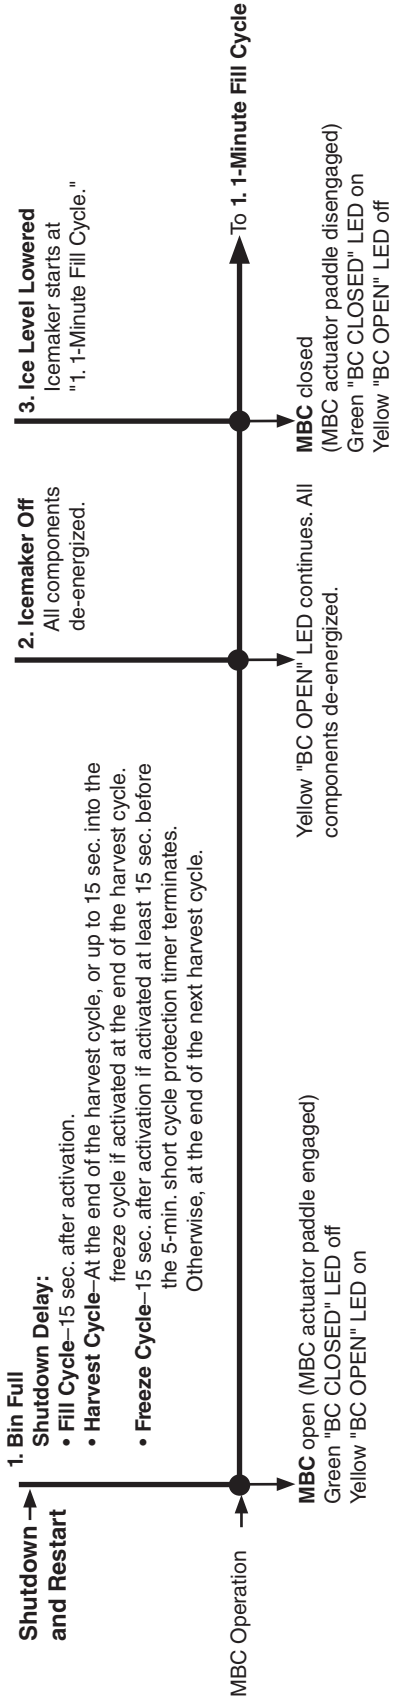 Shutdown
and Restart
1. Bin Full
Shutdown Delay:
• Fill Cycle–15 sec. after activation.
• Harvest Cycle–At the end of the harvest cycle, or up to 15 sec. into the
freeze cycle if activated at the end of the harvest cycle.
• Freeze Cycle–15 sec. after activation if activated at least 15 sec. before
the 5-min. short cycle protection timer terminates.
Otherwise, at the end of the next harvest cycle.
2. Icemaker Off
All components
de-energized.
3. Ice Level Lowered
Icemaker starts at
"1. 1-Minute Fill Cycle."
MBC Operation
To 1. 1-Minute Fill Cycle
MBC open (MBC actuator paddle engaged)
Green "BC CLOSED" LED off
Yellow "BC OPEN" LED on
Yellow "BC OPEN" LED continues. All
components de-energized.
MBC closed
(MBC actuator paddle disengaged)
Green "BC CLOSED" LED on
Yellow "BC OPEN" LED off